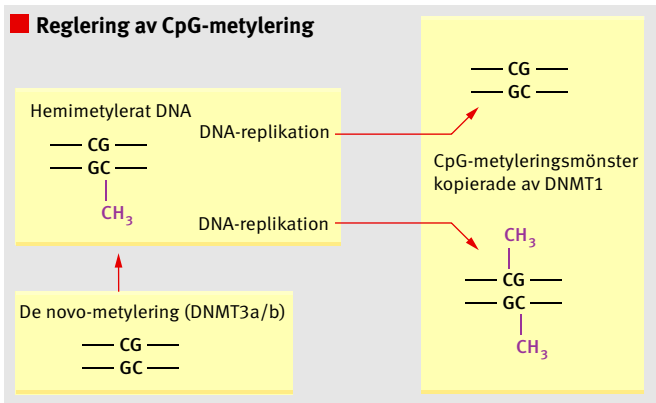 Reglering av CpG-metylering
Hemimetylerat DNA
CG
GC
CH3
DNA-replikation
DNA-replikation
De novo-metylering (DNMT3a/b)
CG
GC
CG
GC
CpG-metyleringsmönster
kopierade av DNMT1
CH3
CG
GC
CH3